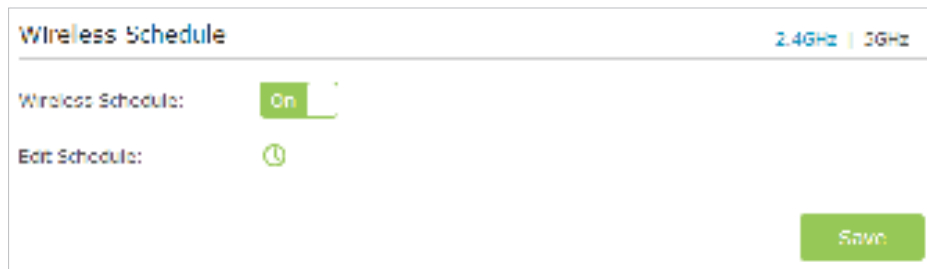 Wireless Schedule
2.4GHz | 5GHz
Wireless Schedule:
On
Edit Schedule:
Save